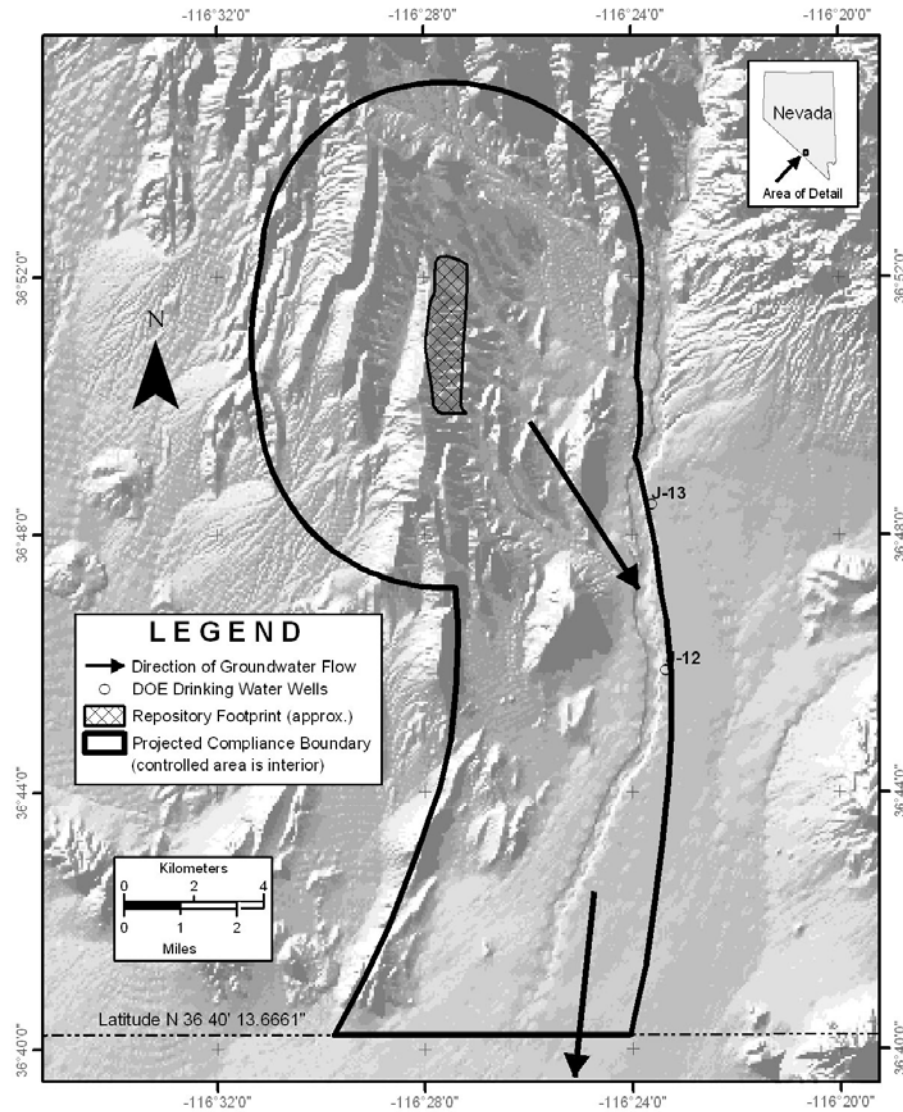 -116°32'0" -116°28'0" -116°24'0" -116°20'0"
Nevada
Area of Detail
36°52'0" 36°52'0"
N
J-13
36°48'0" 36°48'0"
LEGEND
Direction of Groundwater Flow
DOE Drinking Water Wells
Repository Footprint (approx.)
Projected Compliance Boundary
(controlled area is interior)
J-12
36°44'0" 36°44'0"
Kilometers
0 2 4
0 1 2
Miles
Latitude N 36 40' 13.6661"
36°40'0" 36°40'0"
-116°32'0" -116°28'0" -116°24'0" -116°20'0"